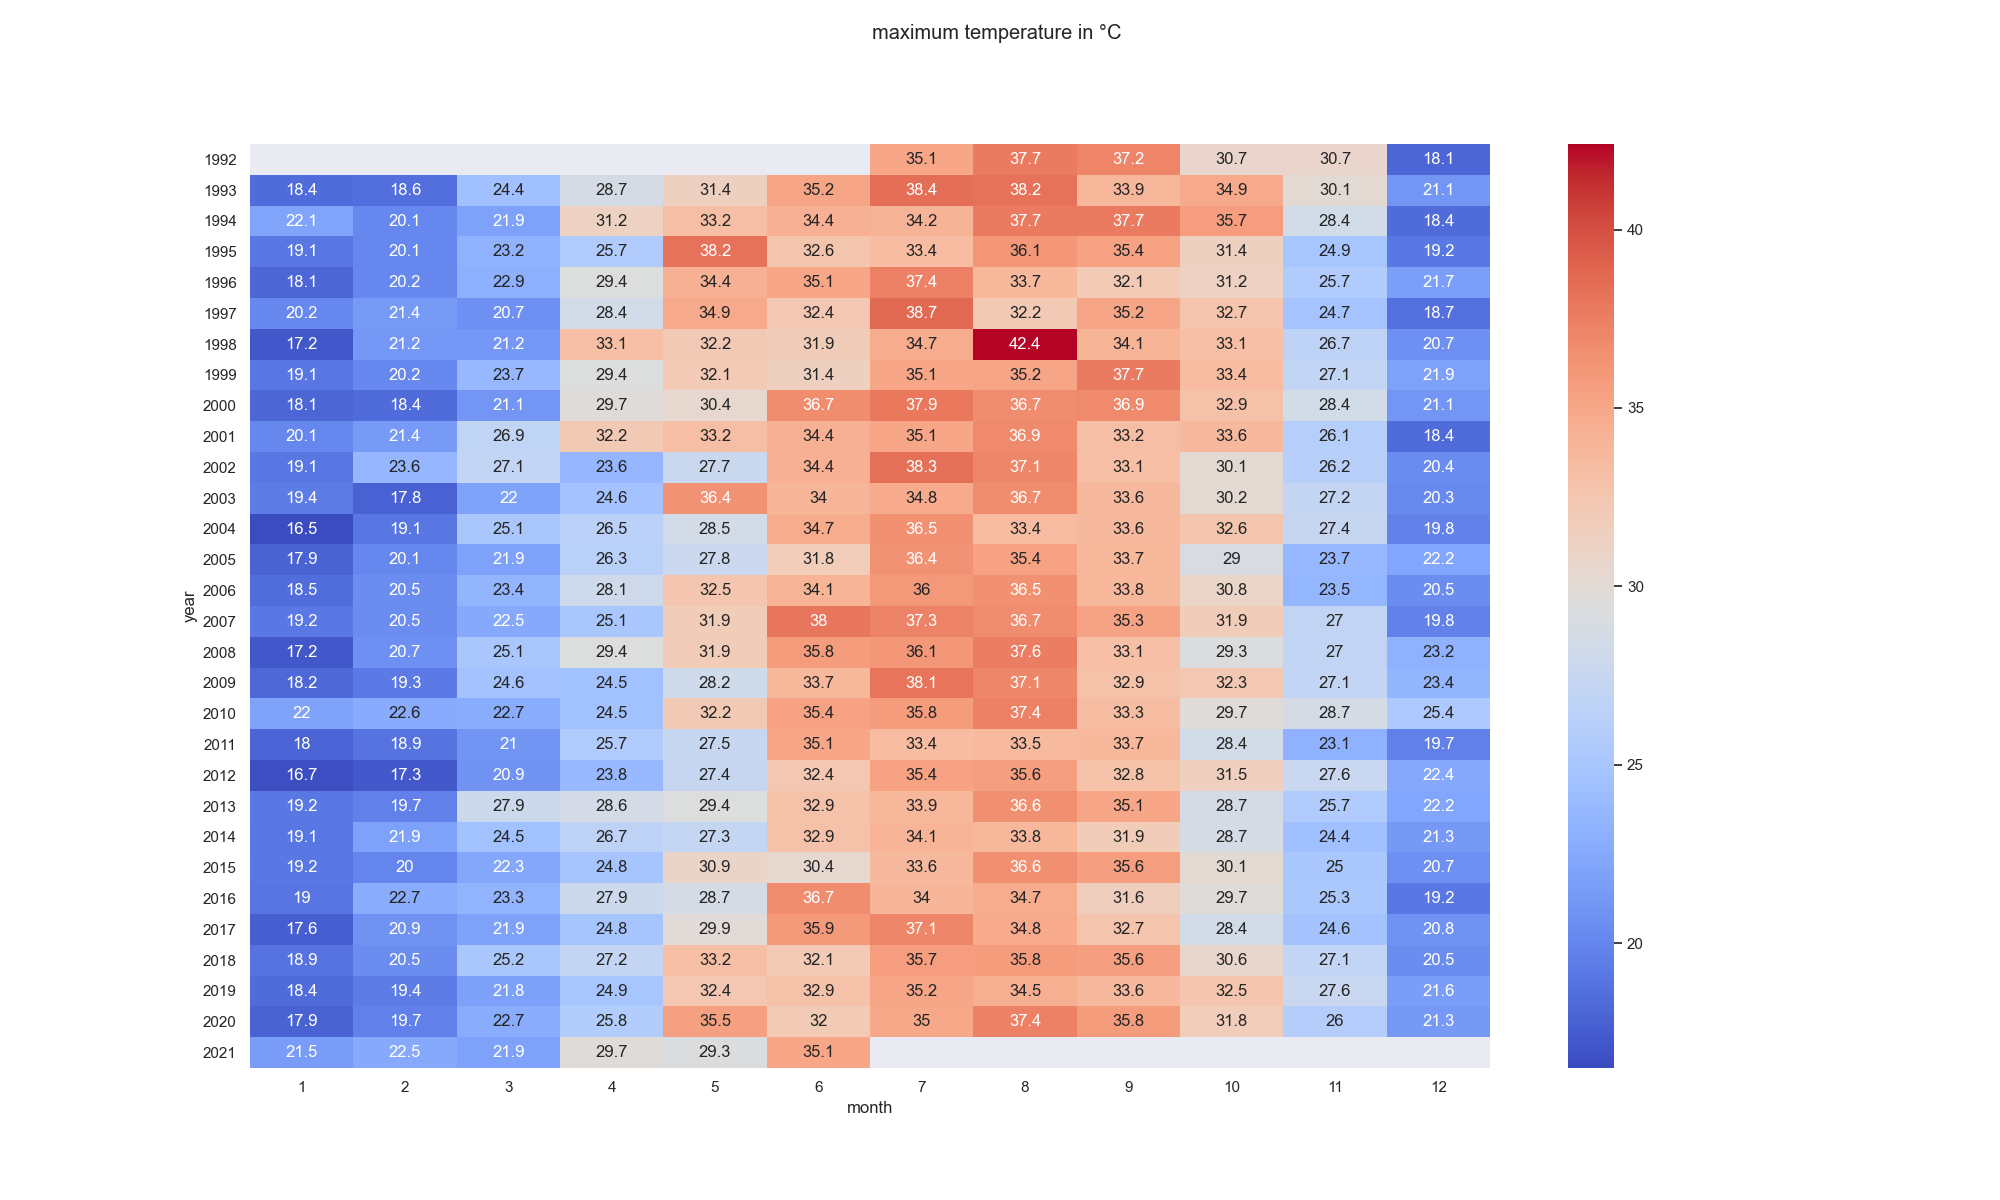 maximum temperature in °C
1992 35.1 37.7 37.2 30.7 30.7 18.1
1993 18.4 18.6 24.4 28.7 31.4 35.2 38.4 38.2 33.9 34.9 30.1 21.1
1994 22.1 20.1 21.9 31.2 33.2 34.4 34.2 37.7 37.7 35.7 28.4 18.4
1995 19.1 20.1 23.2 25.7 38.2 32.6 33.4 36.1 35.4 31.4 24.9 19.2
1996 18.1 20.2 22.9 29.4 34.4 35.1 37.4 33.7 32.1 31.2 25.7 21.7
1997 20.2 21.4 20.7 28.4 34.9 32.4 38.7 32.2 35.2 32.7 24.7 18.7
1998 17.2 21.2 21.2 33.1 32.2 31.9 34.7 42.4 34.1 33.1 26.7 20.7
1999 19.1 20.2 23.7 29.4 32.1 31.4 35.1 35.2 37.7 33.4 27.1 21.9
2000 18.1 18.4 21.1 29.7 30.4 36.7 37.9 36.7 36.9 32.9 28.4 21.1
2001 20.1 21.4 26.9 32.2 33.2 34.4 35.1 36.9 33.2 33.6 26.1 18.4
2002 19.1 23.6 27.1 23.6 27.7 34.4 38.3 37.1 33.1 30.1 26.2 20.4
2003 19.4 17.8 22 24.6 36.4 34 34.8 36.7 33.6 30.2 27.2 20.3
2004 16.5 19.1 25.1 26.5 28.5 34.7 36.5 33.4 33.6 32.6 27.4 19.8
2005 17.9 20.1 21.9 26.3 27.8 31.8 36.4 35.4 33.7 29 23.7 22.2
2006 18.5 20.5 23.4 28.1 32.5 34.1 36 36.5 33.8 30.8 23.5 20.5
2007 19.2 20.5 22.5 25.1 31.9 38 37.3 36.7 35.3 31.9 27 19.8
2008 17.2 20.7 25.1 29.4 31.9 35.8 36.1 37.6 33.1 29.3 27 23.2
2009 18.2 19.3 24.6 24.5 28.2 33.7 38.1 37.1 32.9 32.3 27.1 23.4
2010 22 22.6 22.7 24.5 32.2 35.4 35.8 37.4 33.3 29.7 28.7 25.4
2011 18 18.9 21 25.7 27.5 35.1 33.4 33.5 33.7 28.4 23.1 19.7
2012 16.7 17.3 20.9 23.8 27.4 32.4 35.4 35.6 32.8 31.5 27.6 22.4
2013 19.2 19.7 27.9 28.6 29.4 32.9 33.9 36.6 35.1 28.7 25.7 22.2
2014 19.1 21.9 24.5 26.7 27.3 32.9 34.1 33.8 31.9 28.7 24.4 21.3
2015 19.2 20 22.3 24.8 30.9 30.4 33.6 36.6 35.6 30.1 25 20.7
2016 19 22.7 23.3 27.9 28.7 36.7 34 34.7 31.6 29.7 25.3 19.2
2017 17.6 20.9 21.9 24.8 29.9 35.9 37.1 34.8 32.7 28.4 24.6 20.8
2018 18.9 20.5 25.2 27.2 33.2 32.1 35.7 35.8 35.6 30.6 27.1 20.5
2019 18.4 19.4 21.8 24.9 32.4 32.9 35.2 34.5 33.6 32.5 27.6 21.6
2020 17.9 19.7 22.7 25.8 35.5 32 35 37.4 35.8 31.8 26 21.3
2021 21.5 22.5 21.9 29.7 29.3 35.1
1 2 3 4 5 6 7 8 9 10 11 12
month
year
40
35
30
25
20